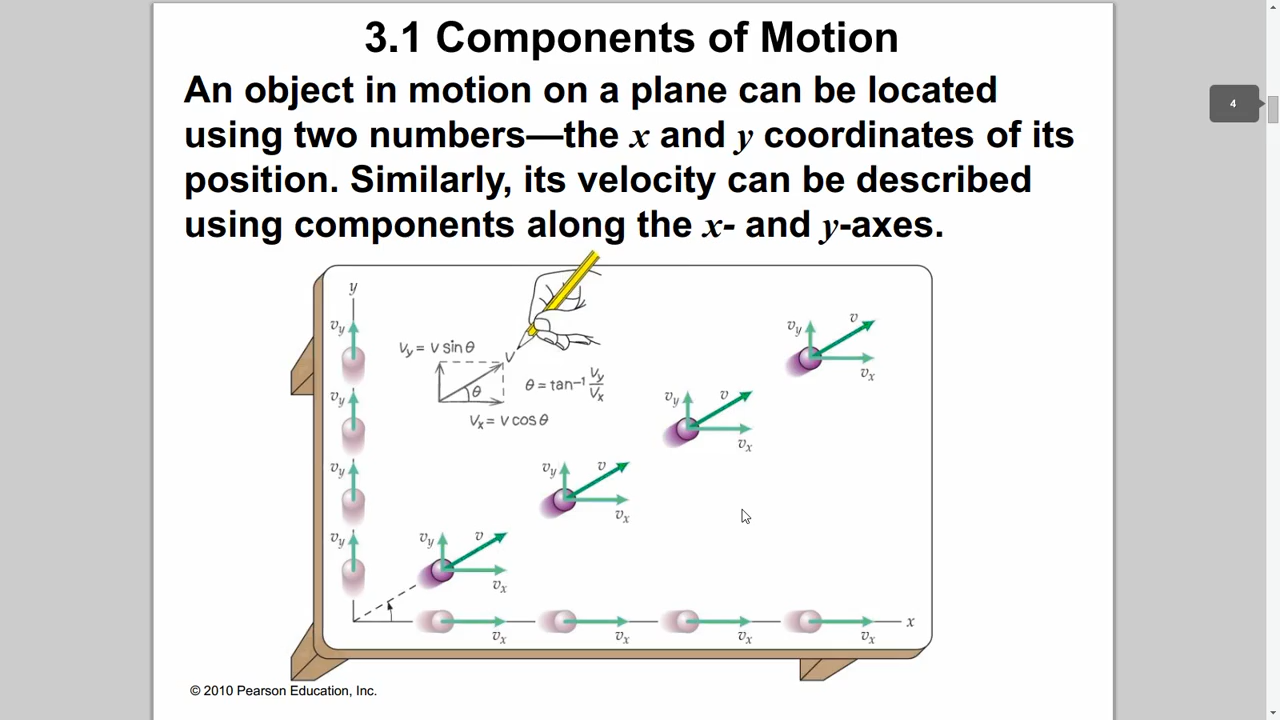 3.1 Components of Motion
An object in motion on a plane can be located
using two numbers—the x and y coordinates of its
position. Similarly, its velocity can be described
using components along the x- and y-axes.
4
y
vy
vy = v sin θ
v
θ
θ = tan⁻¹ vy/vx
vx = v cos θ
vy
v
vx
vy
vy
v
vx
vy
vy
v
vx
vy
vy
v
vx
x
vx
vx
vx
vx
© 2010 Pearson Education, Inc.